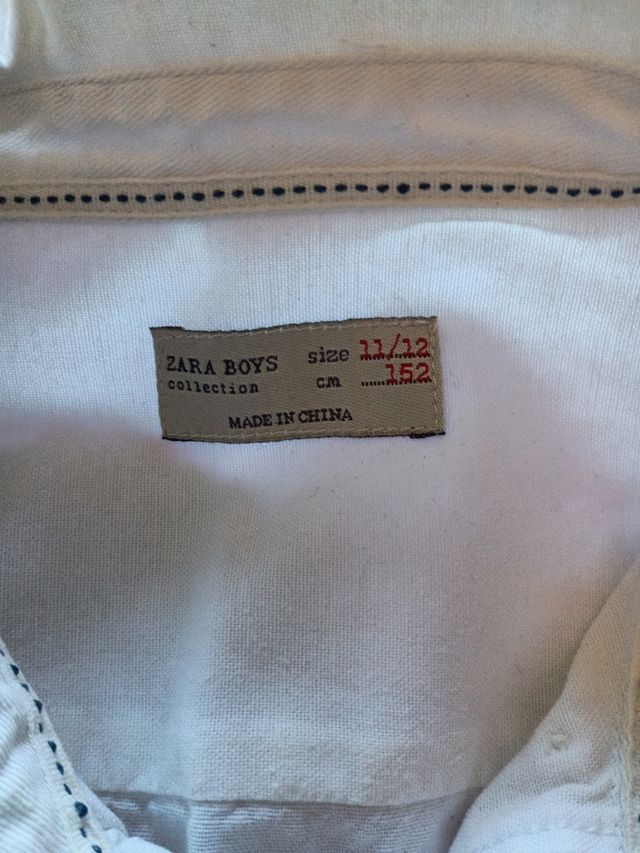 ZARA BOYS size 11/12
collection cm ......152
MADE IN CHINA